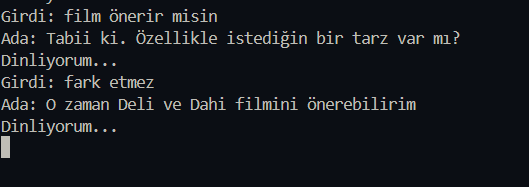 Girdi: film önerir misin
Ada: Tabii ki. Özellikle istediğin bir tarz var mı?
Dinliyorum...
Girdi: fark etmez
Ada: O zaman Deli ve Dahi filmini önerebilirim
Dinliyorum...